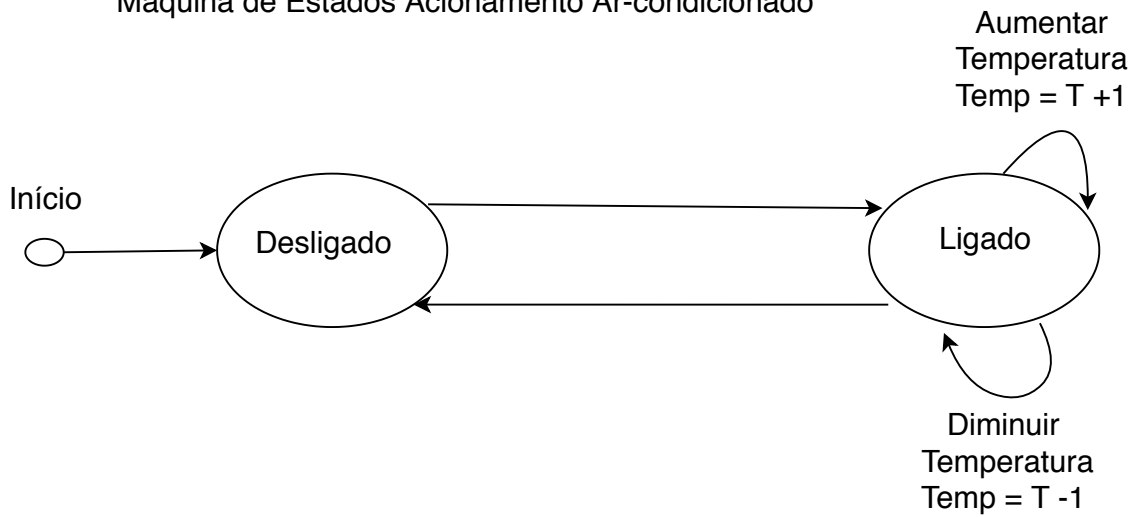 Máquina de Estados Acionamento Ar-condicionado
Aumentar
Temperatura
Temp = T +1
Início
Desligado
Ligado
Diminuir
Temperatura
Temp = T -1